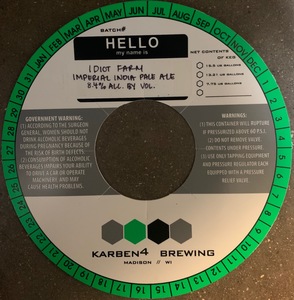 JAN FEB MAR APR MAY JUN JUL AUG SEP OCT NOV DEC
BATCH#
HELLO
my name is
IDIOT FARM
IMPERIAL INDIA PALE ALE
8.4% ALC. BY VOL.
NET CONTENTS
OF KEG
15.5 US GALLONS
13.21 US GALLONS
7.75 US GALLONS
GOVERNMENT WARNING:
(1) ACCORDING TO THE SURGEON
GENERAL, WOMEN SHOULD NOT
DRINK ALCOHOLIC BEVERAGES
DURING PREGNANCY BECAUSE OF
THE RISK OF BIRTH DEFECTS
(2) CONSUMPTION OF ALCOHOLIC
BEVERAGES IMPAIRS YOUR ABILITY
TO DRIVE A CAR OR OPERATE
MACHINERY, AND MAY
CAUSE HEALTH PROBLEMS.
WARNINGS:
(1) THIS CONTAINER WILL RUPTURE
IF PRESSURIZED ABOVE 60 P.S.I.
(2) DO NOT REMOVE VALVE
CONTENTS UNDER PRESSURE.
(3) USE ONLY TAPPING EQUIPMENT
AND PRESSURE REGULATOR EACH
EQUIPPED WITH A PRESSURE
RELIEF VALVE.
KARBEN4 BREWING
MADISON // WI